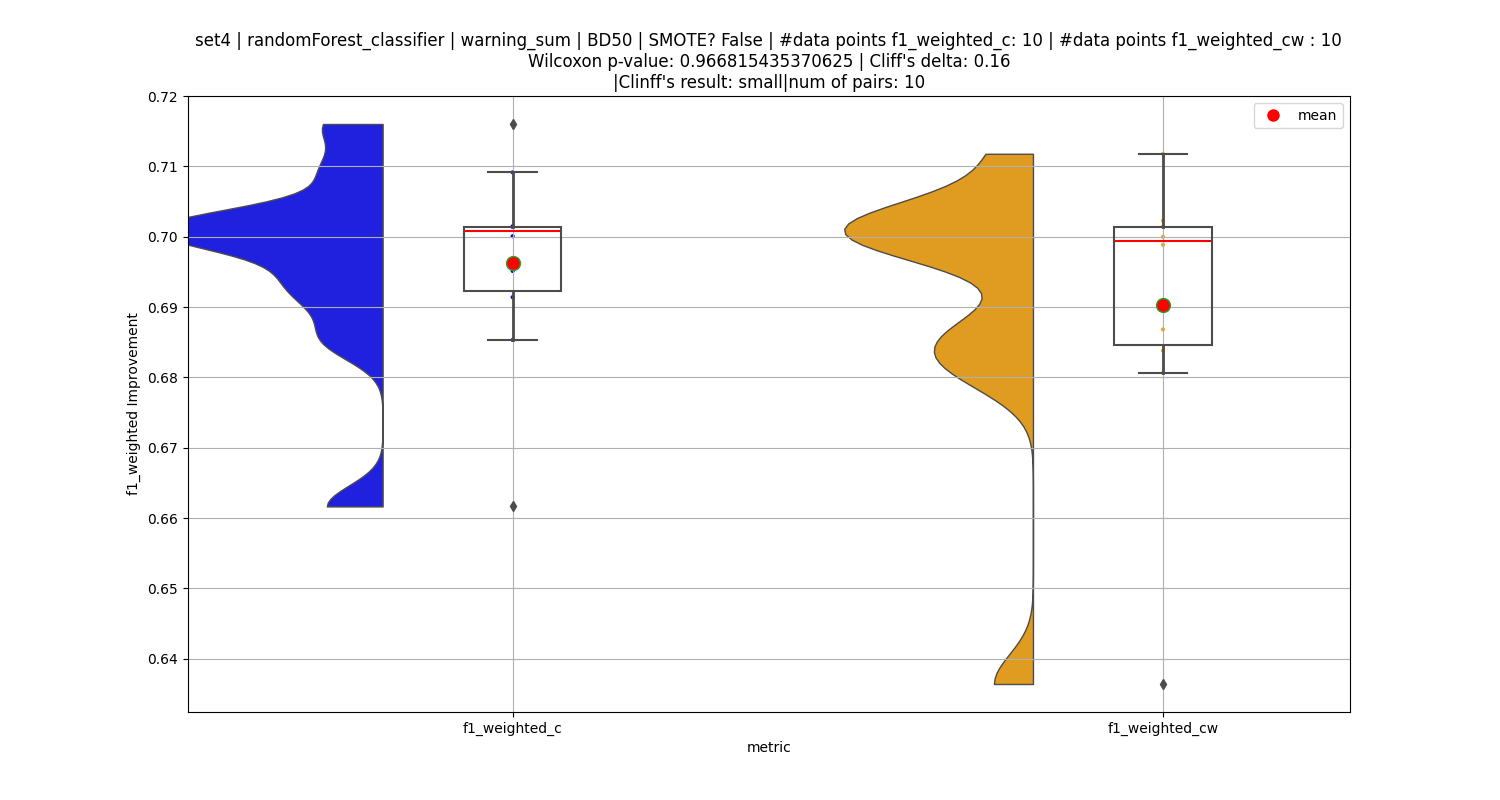 set4 | randomForest_classifier | warning_sum | BD50 | SMOTE? False | #data points f1_weighted_c: 10 | #data points f1_weighted_cw : 10
Wilcoxon p-value: 0.966815435370625 | Cliff's delta: 0.16
|Clinff's result: small|num of pairs: 10
mean
0.72
0.71
0.70
0.69
0.68
0.67
0.66
0.65
0.64
f1_weighted Improvement
f1_weighted_c
f1_weighted_cw
metric